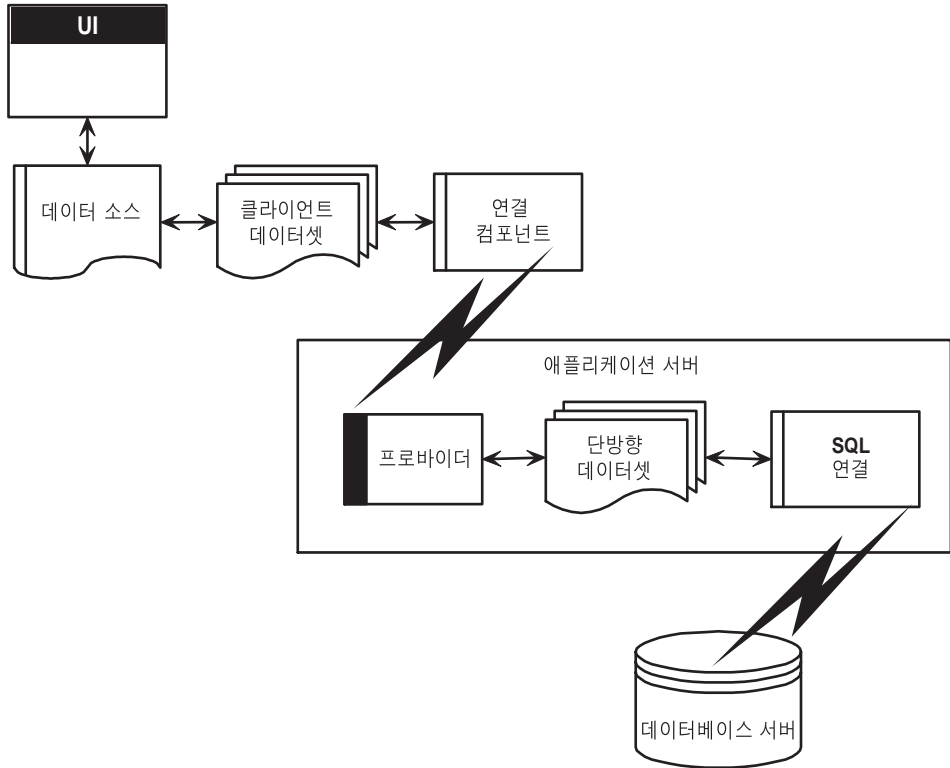 UI
데이터 소스
클라이언트
데이터셋
연결
컴포넌트
애플리케이션 서버
프로바이더
단방향
데이터셋
SQL
연결
데이터베이스 서버